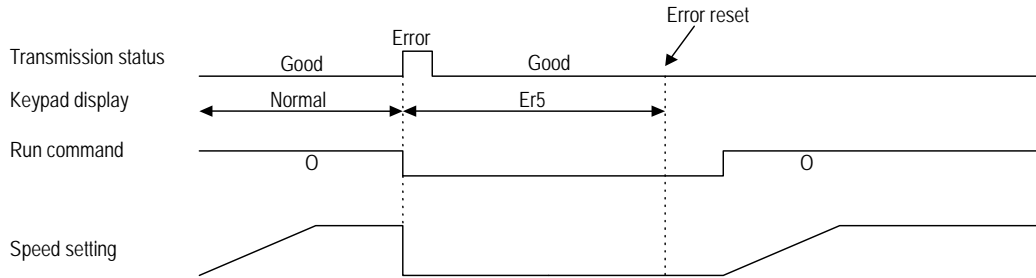 Error reset
Error
Transmission status
Good
Good
Keypad display
Normal
Er5
Run command
O
O
Speed setting